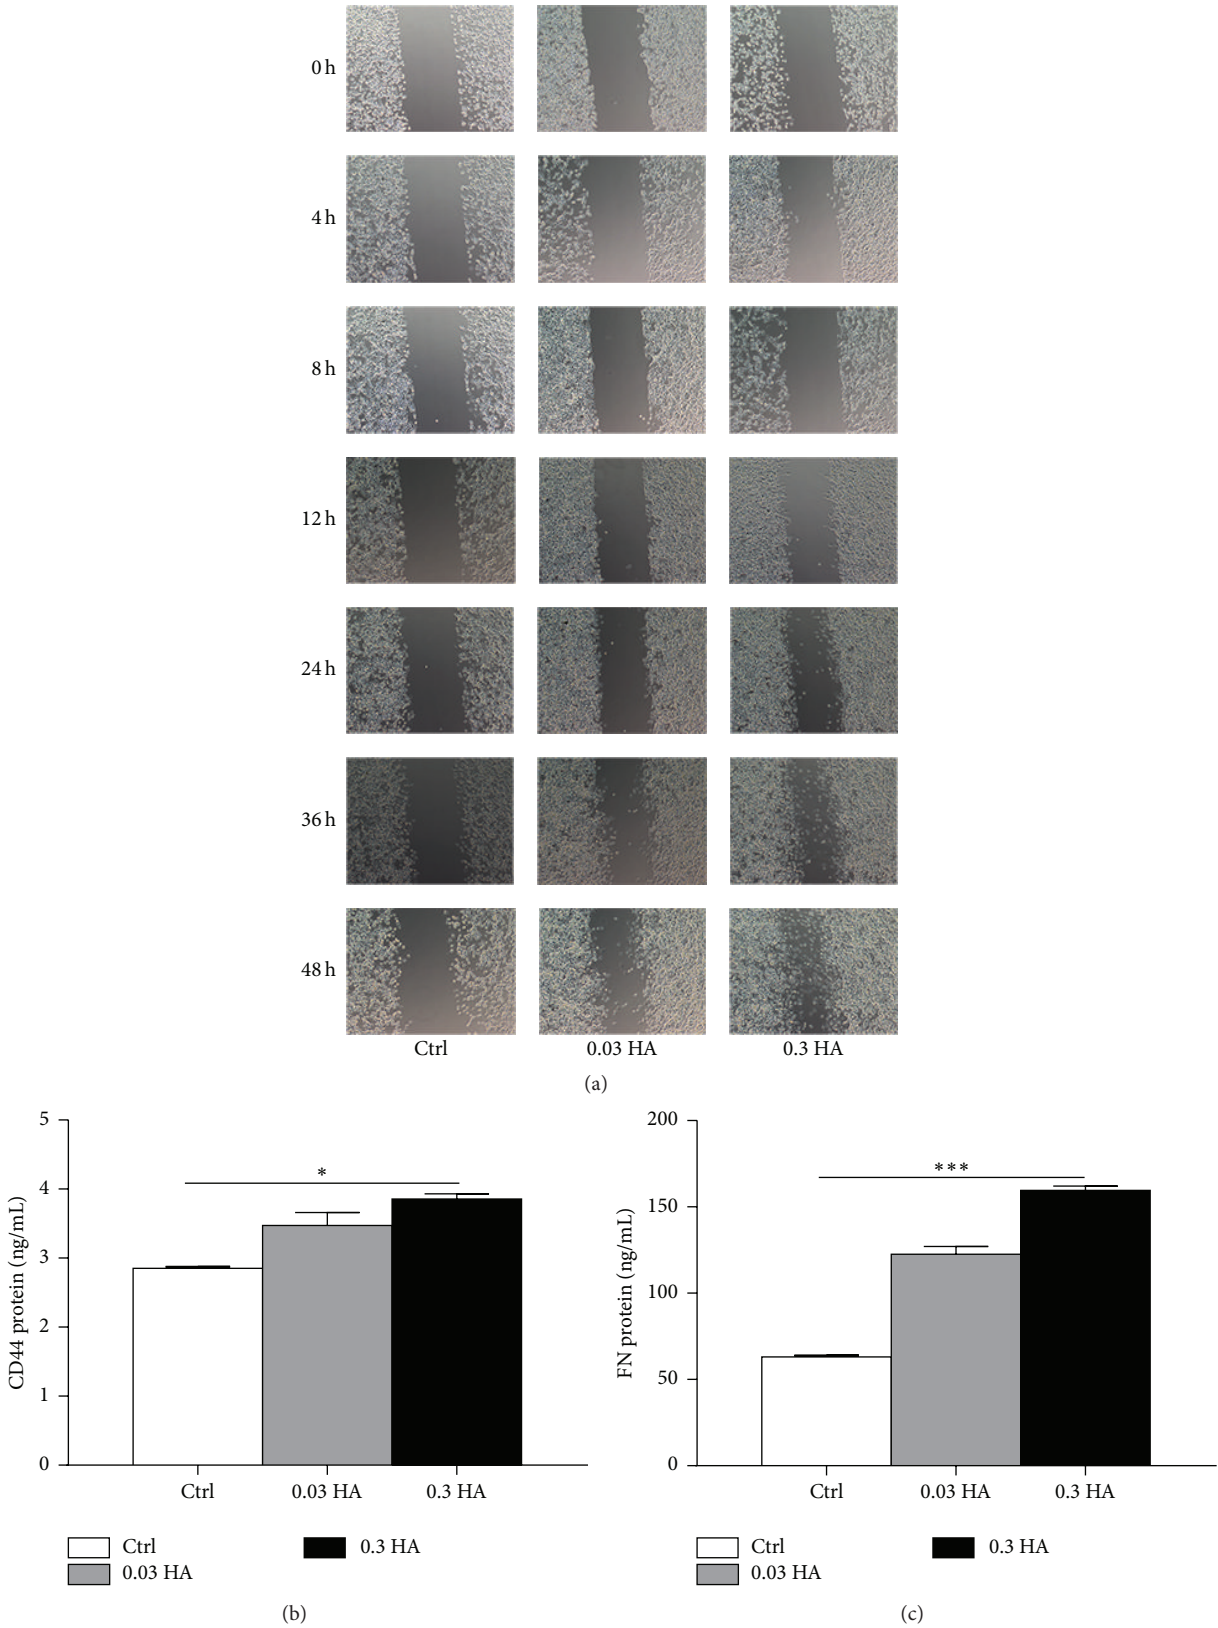 0 h
4 h
8 h
12 h
24 h
36 h
48 h
Ctrl 0.03 HA 0.3 HA
(a)
CD44 protein (ng/mL)
5
4
3
2
1
0
*
Ctrl 0.03 HA 0.3 HA
Ctrl 0.3 HA
0.03 HA
(b)
FN protein (ng/mL)
200
150
100
50
0
***
Ctrl 0.03 HA 0.3 HA
Ctrl 0.3 HA
0.03 HA
(c)